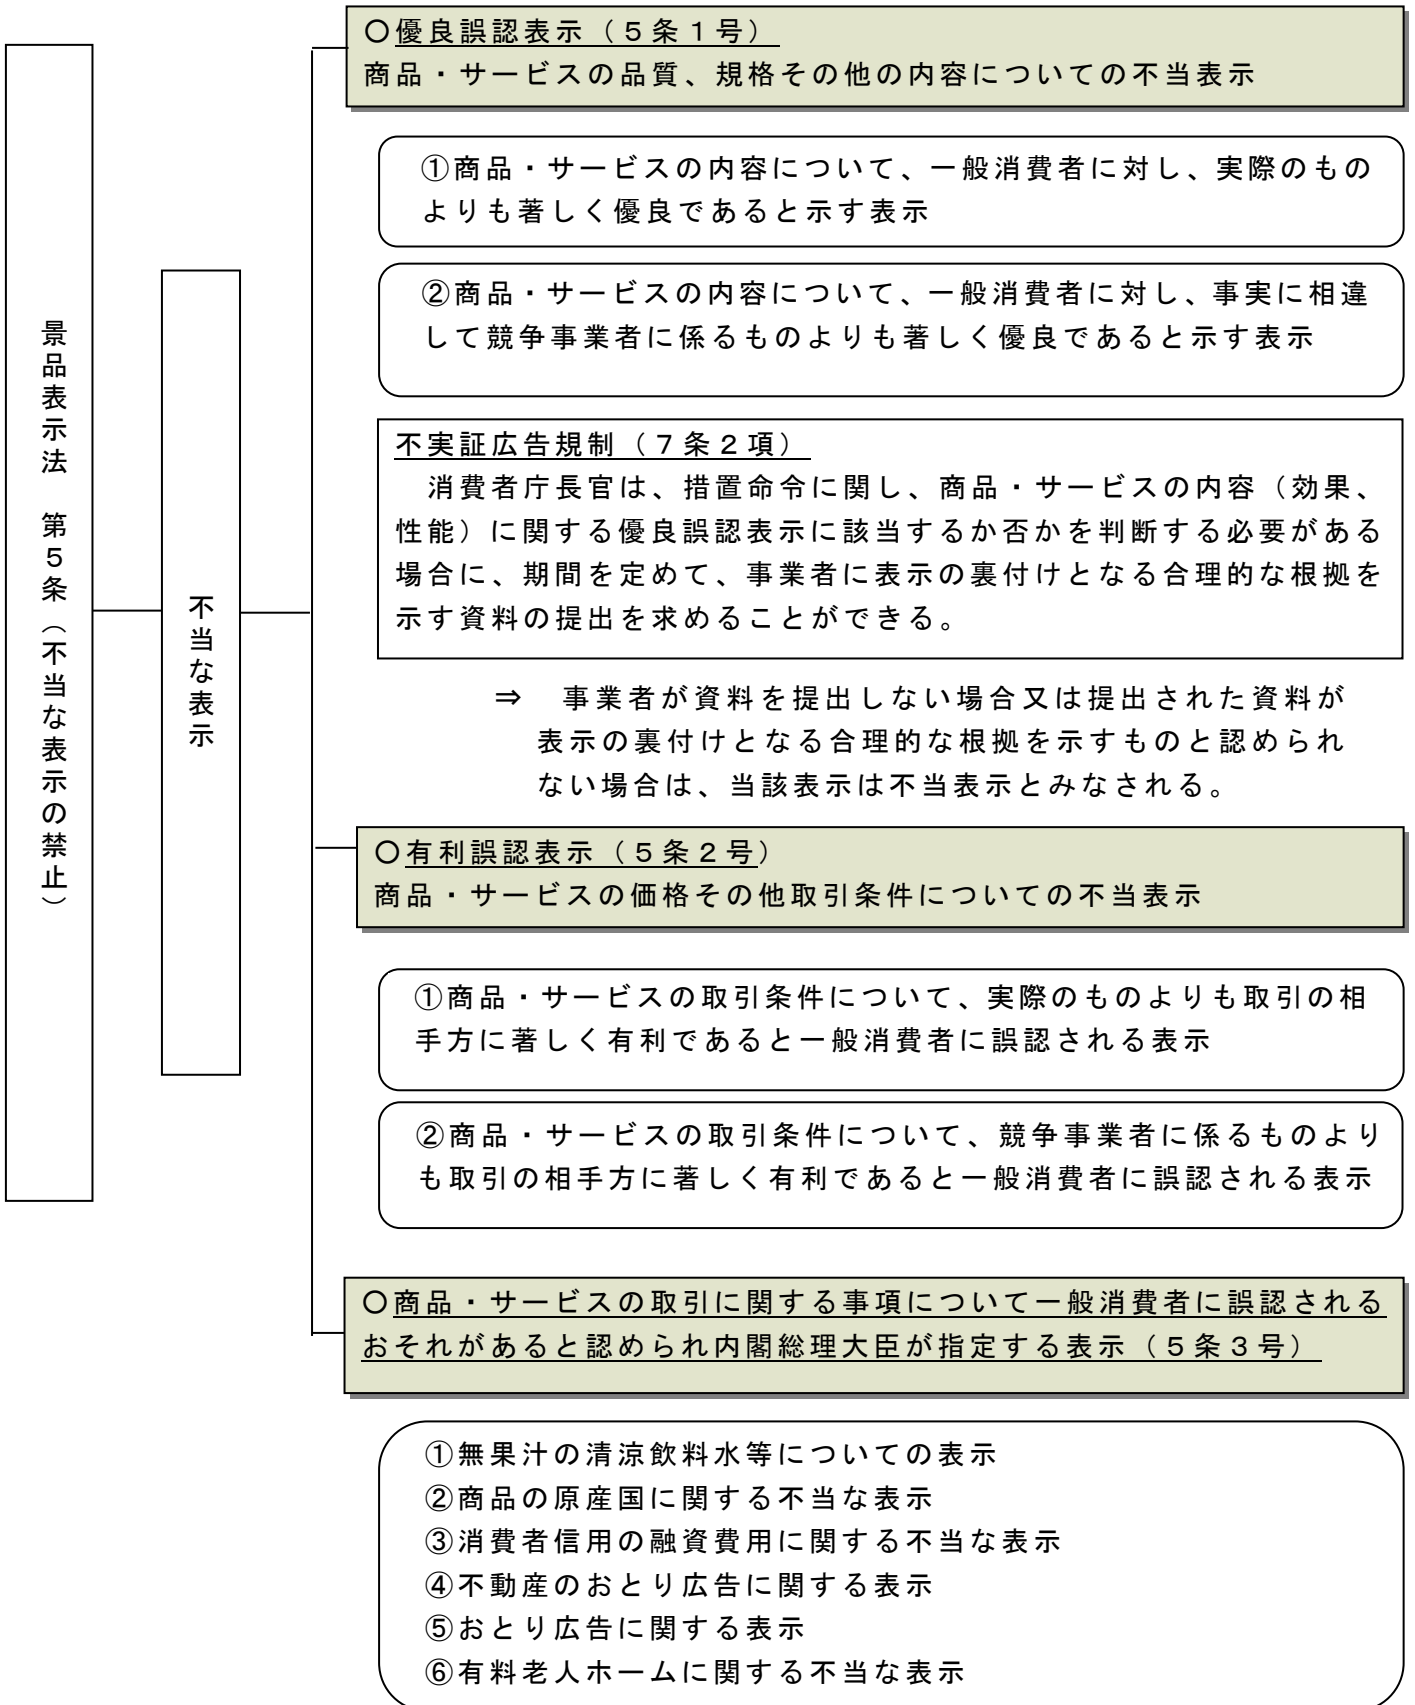 景品表示法　第５条（不当な表示の禁止）
不当な表示
○優良誤認表示（５条１号）
商品・サービスの品質、規格その他の内容についての不当表示
①商品・サービスの内容について、一般消費者に対し、実際のもの
よりも著しく優良であると示す表示
②商品・サービスの内容について、一般消費者に対し、事実に相違
して競争事業者に係るものよりも著しく優良であると示す表示
不実証広告規制（７条２項）
　消費者庁長官は、措置命令に関し、商品・サービスの内容（効果、
性能）に関する優良誤認表示に該当するか否かを判断する必要がある
場合に、期間を定めて、事業者に表示の裏付けとなる合理的な根拠を
示す資料の提出を求めることができる。
⇒　事業者が資料を提出しない場合又は提出された資料が
表示の裏付けとなる合理的な根拠を示すものと認められ
ない場合は、当該表示は不当表示とみなされる。
○有利誤認表示（５条２号）
商品・サービスの価格その他取引条件についての不当表示
①商品・サービスの取引条件について、実際のものよりも取引の相
手方に著しく有利であると一般消費者に誤認される表示
②商品・サービスの取引条件について、競争事業者に係るものより
も取引の相手方に著しく有利であると一般消費者に誤認される表示
○商品・サービスの取引に関する事項について一般消費者に誤認される
おそれがあると認められ内閣総理大臣が指定する表示（５条３号）
①無果汁の清涼飲料水等についての表示
②商品の原産国に関する不当な表示
③消費者信用の融資費用に関する不当な表示
④不動産のおとり広告に関する表示
⑤おとり広告に関する表示
⑥有料老人ホームに関する不当な表示